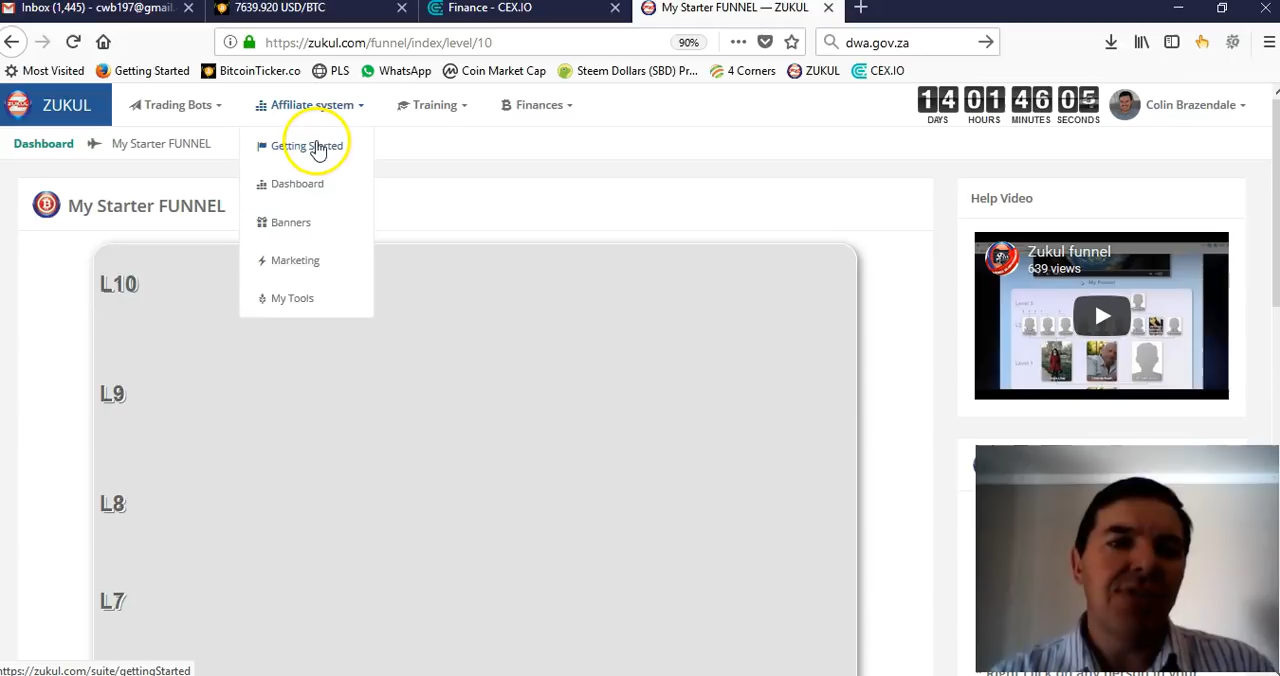 Inbox (1,445) - cwb197@gmail.
7639.920 USD/BTC
Finance - CEX.IO
My Starter FUNNEL — ZUKUL
https://zukul.com/funnel/index/level/10
90%
dwa.gov.za
Most Visited
Getting Started
BitcoinTicker.co
PLS
WhatsApp
Coin Market Cap
Steem Dollars (SBD) Pr...
4 Corners
ZUKUL
CEX.IO
ZUKUL
Trading Bots
Affiliate system
Training
Finances
14 01 46 05
DAYS HOURS MINUTES SECONDS
Colin Brazendale
Dashboard
My Starter FUNNEL
Getting Started
Dashboard
Banners
Marketing
My Tools
My Starter FUNNEL
L10
L9
L8
L7
Help Video
Zukul funnel
639 views
https://zukul.com/suite/gettingStarted